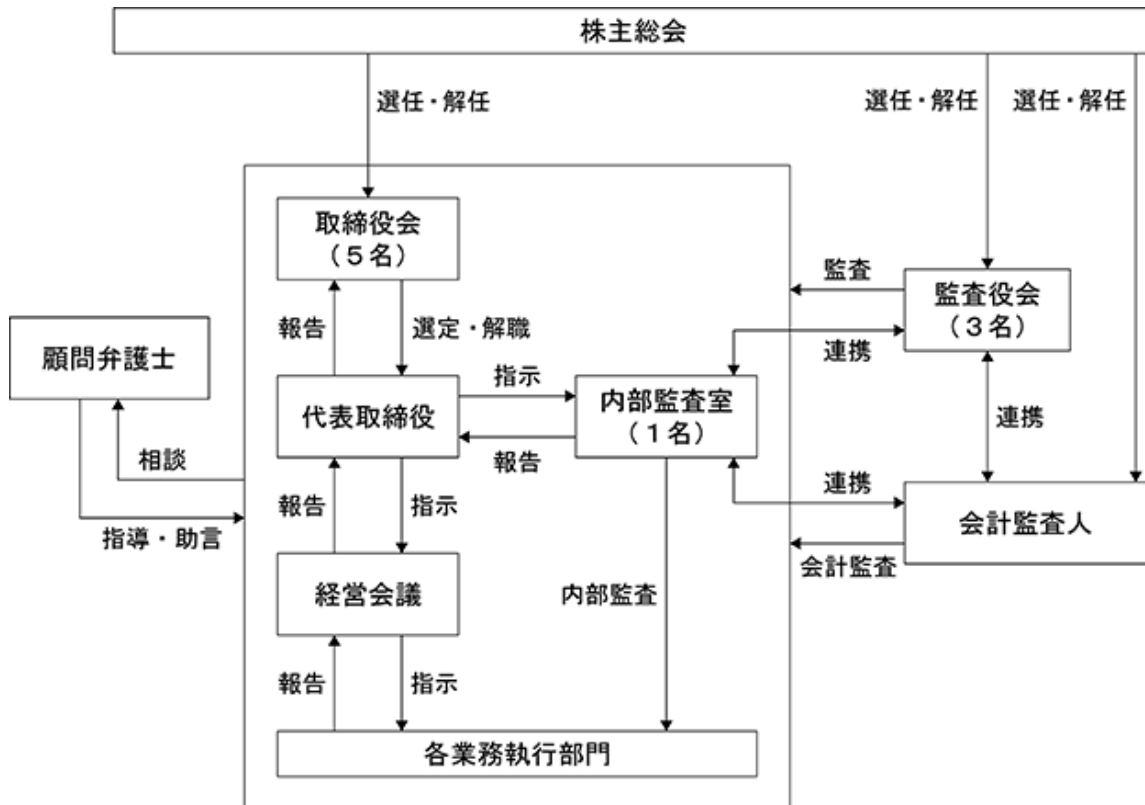 株主総会
選任・解任
選任・解任
選任・解任
取締役会
（５名）
監査
監査役会
（３名）
報告
選定・解職
連携
顧問弁護士
指示
代表取締役
内部監査室
（１名）
連携
報告
相談
報告
指示
連携
会計監査人
指導・助言
会計監査
経営会議
内部監査
報告
指示
各業務執行部門